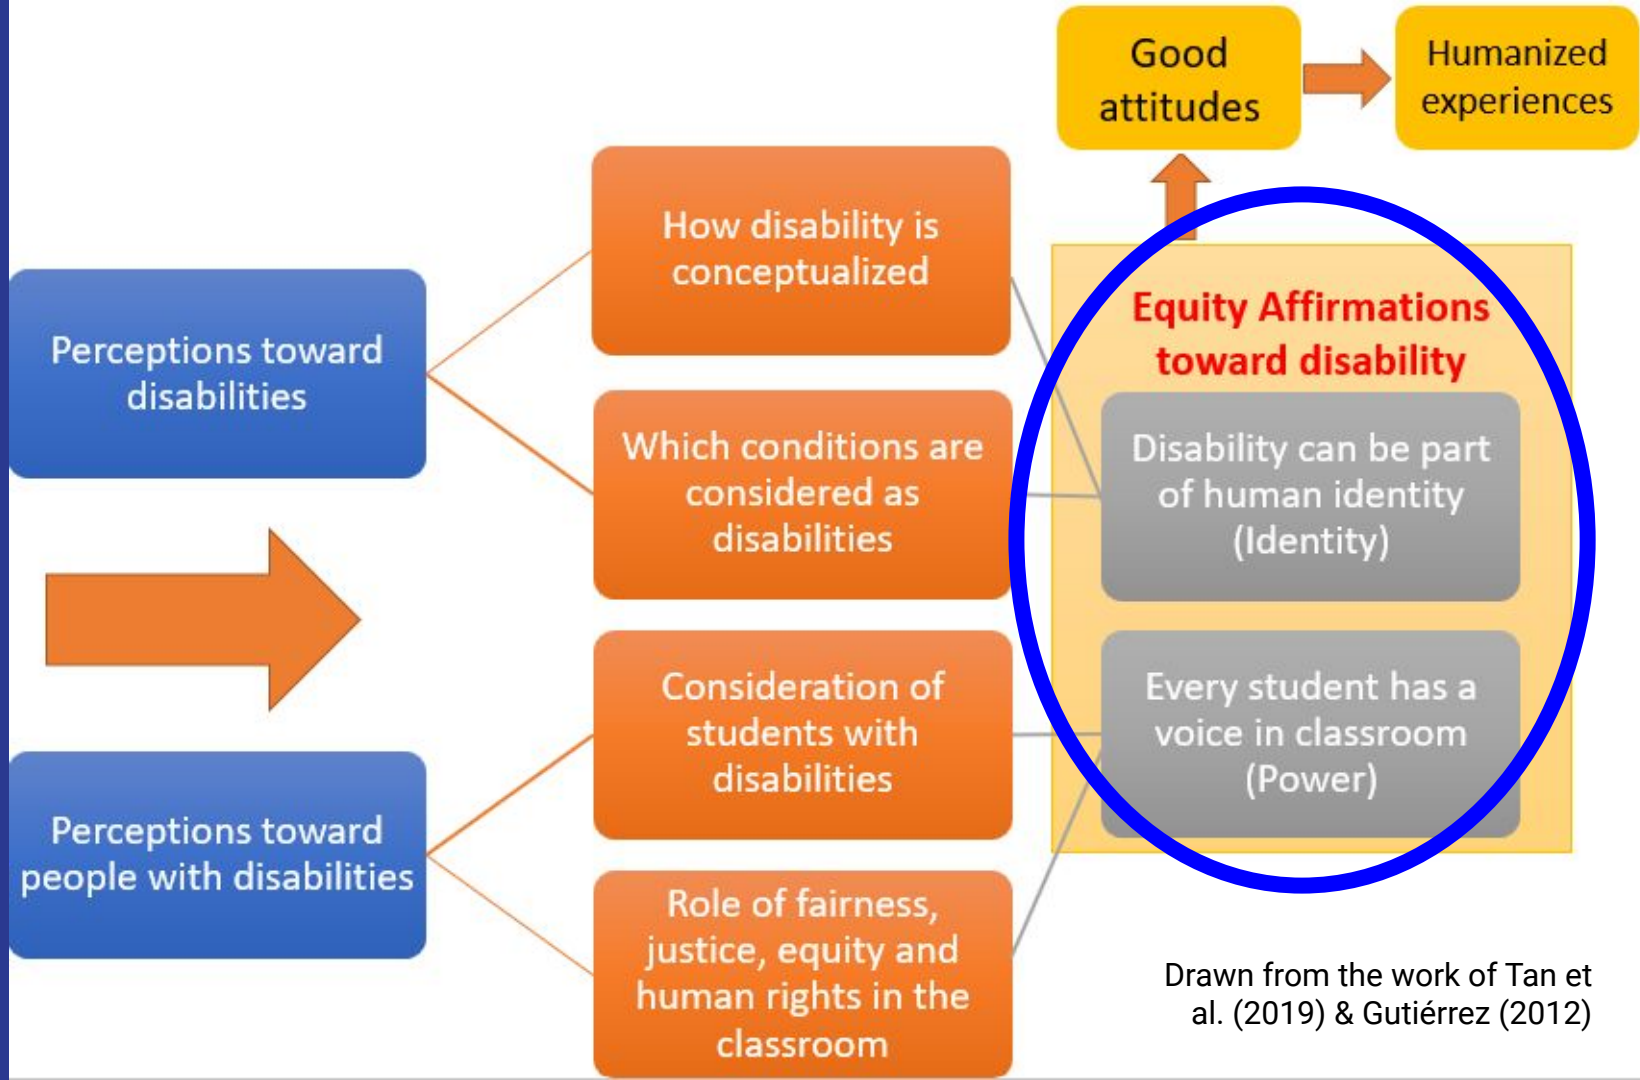 Good
attitudes
Humanized
experiences
How disability is
conceptualized
Equity Affirmations
toward disability
Perceptions toward
disabilities
Which conditions are
considered as
disabilities
Disability can be part
of human identity
(Identity)
Consideration of
students with
disabilities
Every student has a
voice in classroom
(Power)
Perceptions toward
people with disabilities
Role of fairness,
justice, equity and
human rights in the
classroom
Drawn from the work of Tan et
al. (2019) & Gutiérrez (2012)